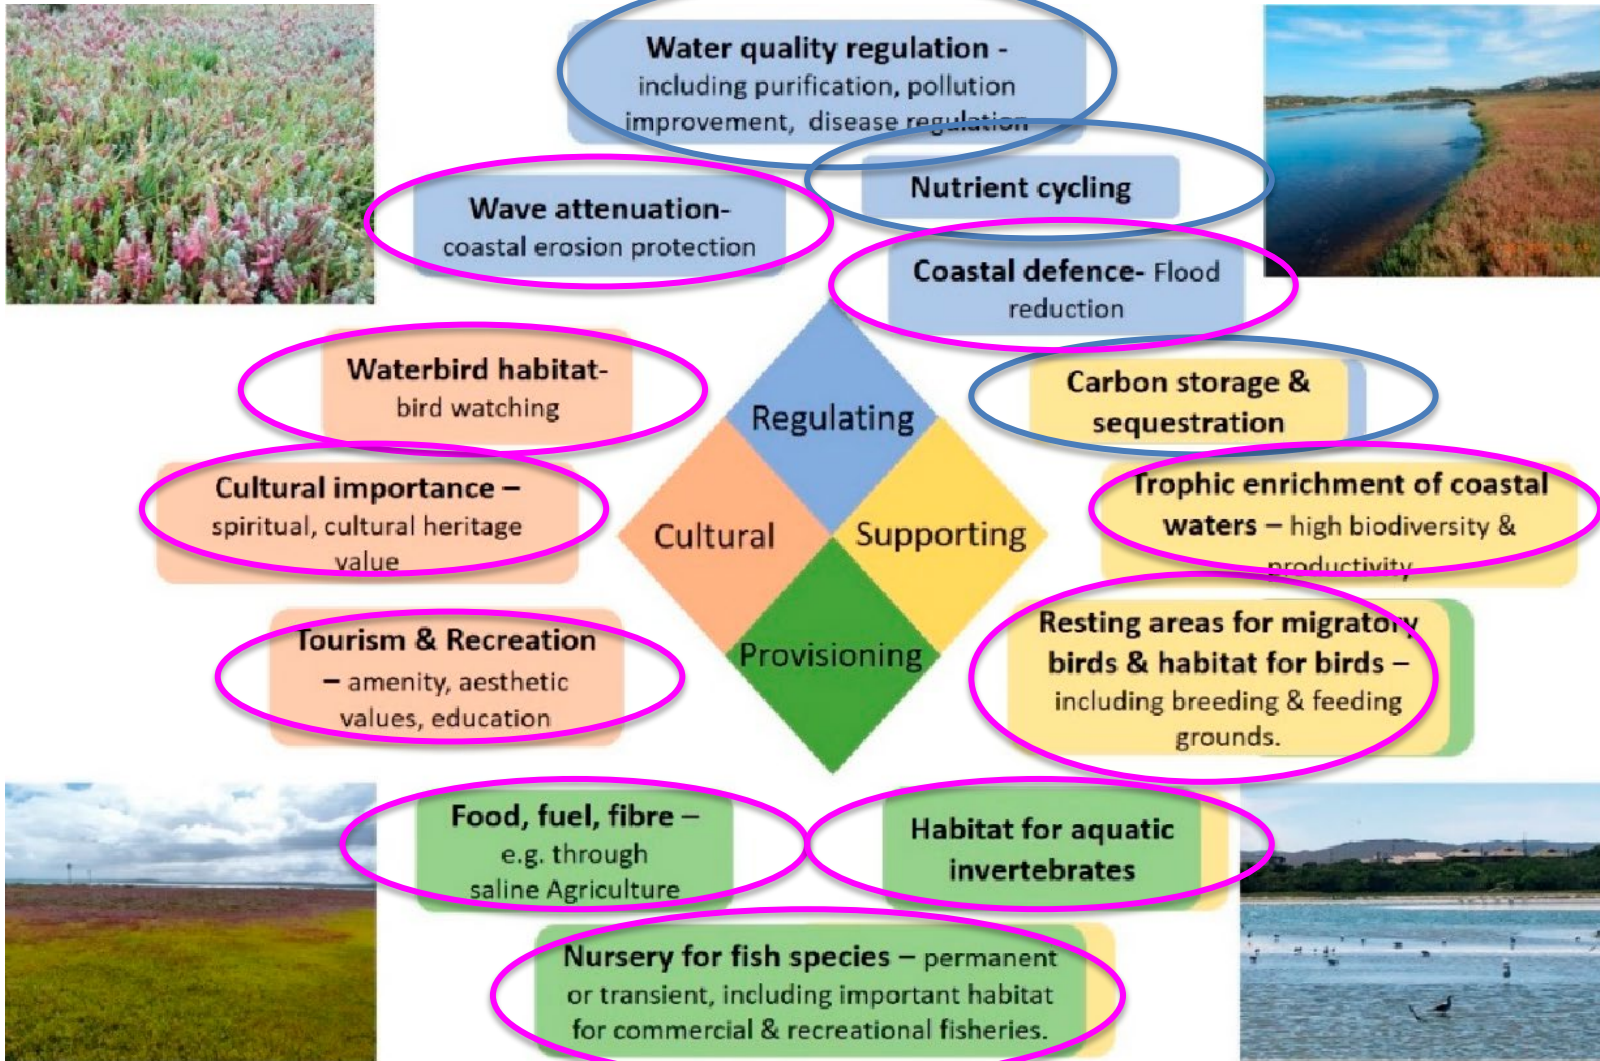 Water quality regulation -
including purification, pollution
improvement, disease regulation
Nutrient cycling
Wave attenuation-
coastal erosion protection
Coastal defence- Flood
reduction
Waterbird habitat-
bird watching
Carbon storage &
sequestration
Regulating
Cultural importance –
spiritual, cultural heritage
value
Trophic enrichment of coastal
waters – high biodiversity &
productivity
Cultural
Supporting
Tourism & Recreation
– amenity, aesthetic
values, education
Provisioning
Resting areas for migratory
birds & habitat for birds –
including breeding & feeding
grounds.
Food, fuel, fibre –
e.g. through
saline Agriculture
Habitat for aquatic
invertebrates
Nursery for fish species – permanent
or transient, including important habitat
for commercial & recreational fisheries.